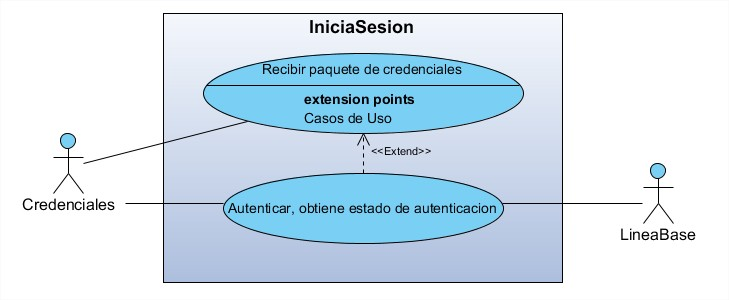 IniciaSesion
Recibir paquete de credenciales
extension points
Casos de Uso
<<Extend>>
Credenciales
Autenticar, obtiene estado de autenticacion
LineaBase